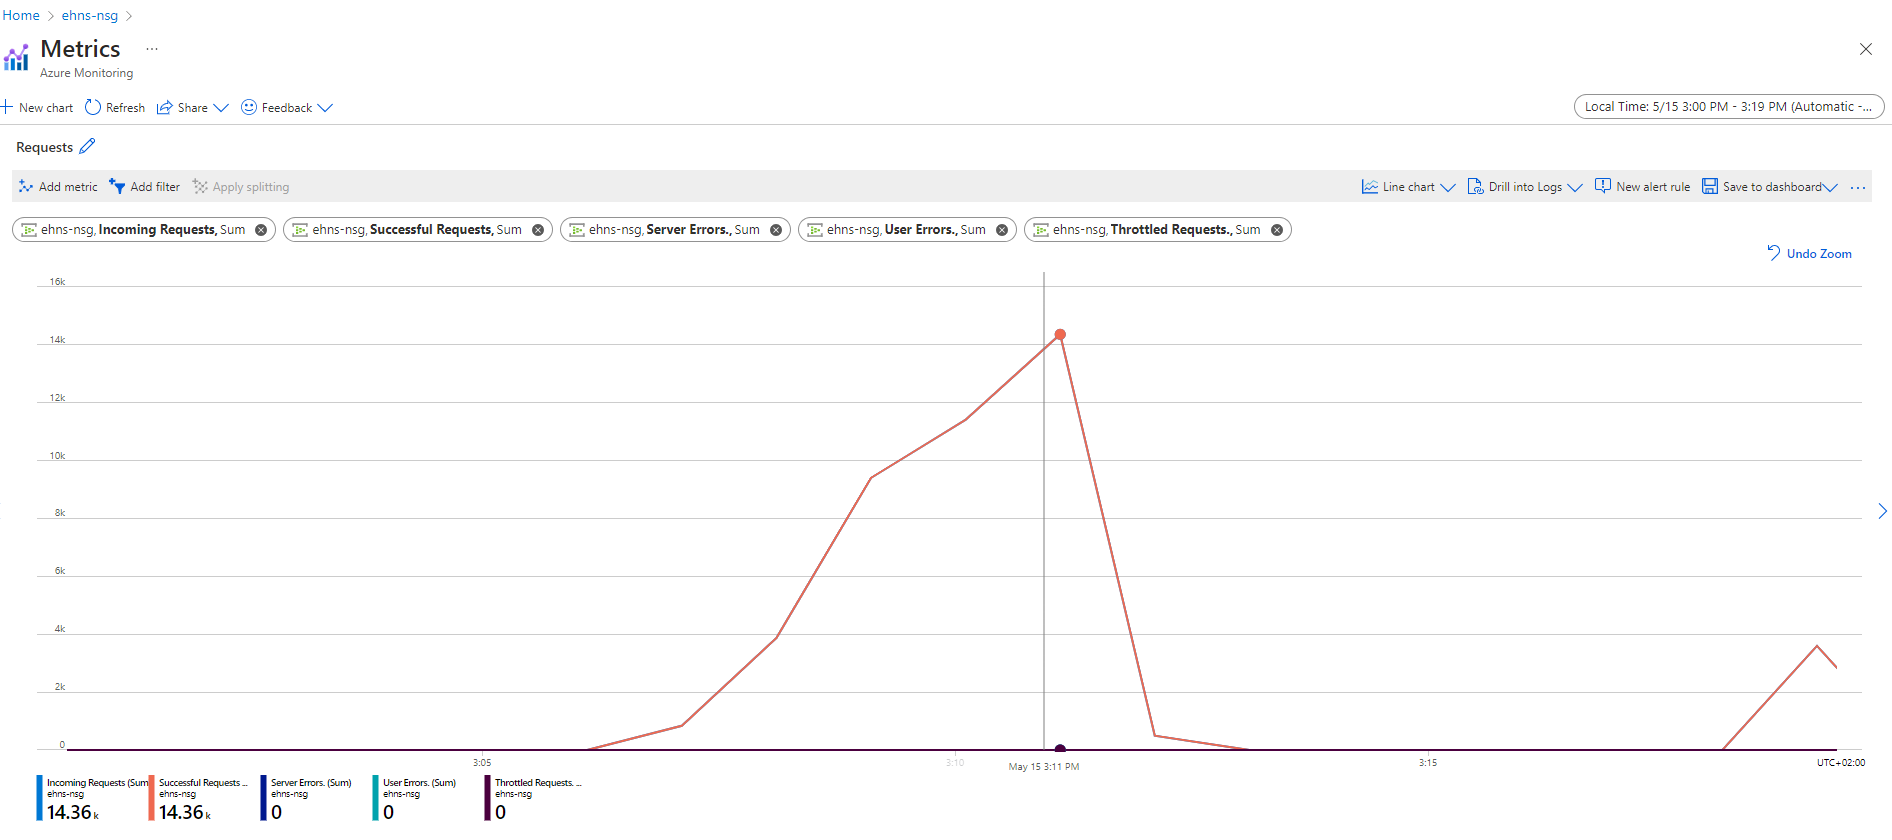 Home > ehns-nsg >
Metrics ...
Azure Monitoring
New chart Refresh Share Feedback
Local Time: 5/15 3:00 PM - 3:19 PM (Automatic -...
Requests
Add metric Add filter Apply splitting
Line chart Drill into Logs New alert rule Save to dashboard ...
ehns-nsg, Incoming Requests, Sum
ehns-nsg, Successful Requests, Sum
ehns-nsg, Server Errors., Sum
ehns-nsg, User Errors., Sum
ehns-nsg, Throttled Requests., Sum
Undo Zoom
16k
14k
12k
10k
8k
6k
4k
2k
0
3:05
3:10
May 15 3:11 PM
3:15
UTC+02:00
Incoming Requests (Sum
ehns-nsg
14.36 k
Successful Requests ...
ehns-nsg
14.36 k
Server Errors. (Sum)
ehns-nsg
0
User Errors. (Sum)
ehns-nsg
0
Throttled Requests. ...
ehns-nsg
0